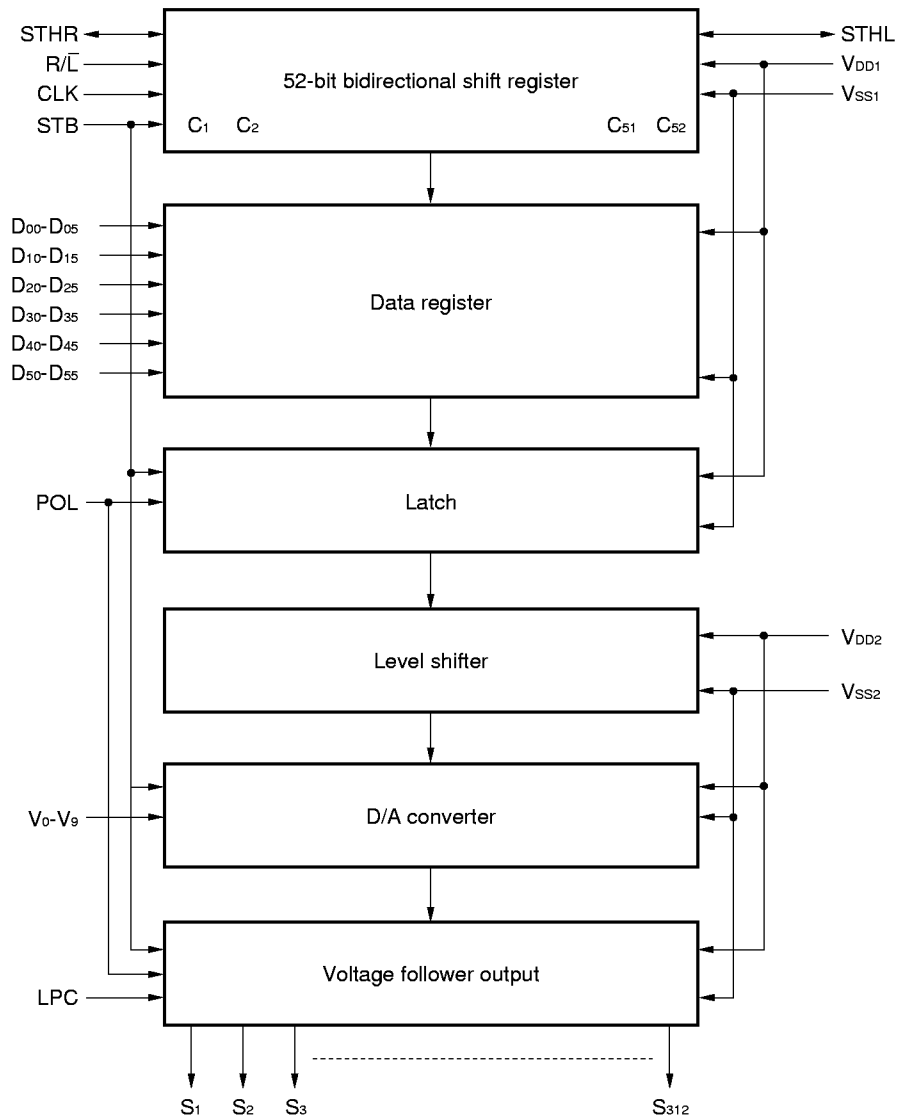 STHR
STHL
R/L̅
VDD1
52-bit bidirectional shift register
CLK
VSS1
STB
C1 C2 C51 C52
D00-D05
D10-D15
D20-D25
Data register
D30-D35
D40-D45
D50-D55
POL
Latch
VDD2
Level shifter
VSS2
V0-V9
D/A converter
Voltage follower output
LPC
S1 S2 S3 S312